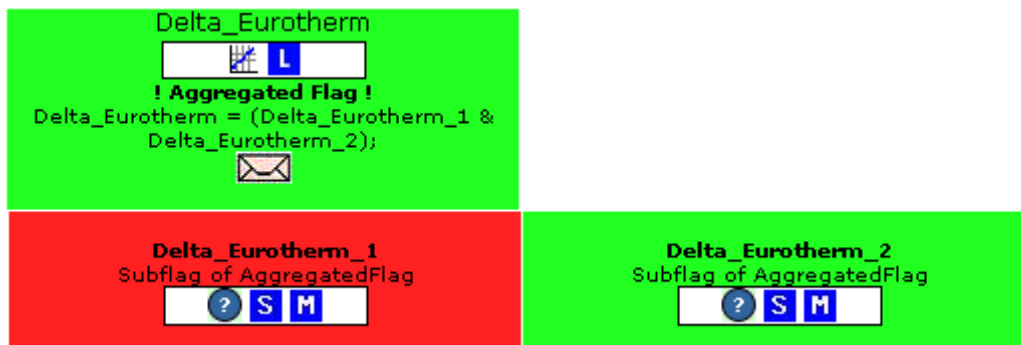 Delta_Eurotherm
L
! Aggregated Flag !
Delta_Eurotherm = (Delta_Eurotherm_1 &
Delta_Eurotherm_2);
Delta_Eurotherm_1
Subflag of AggregatedFlag
? S M
Delta_Eurotherm_2
Subflag of AggregatedFlag
? S M